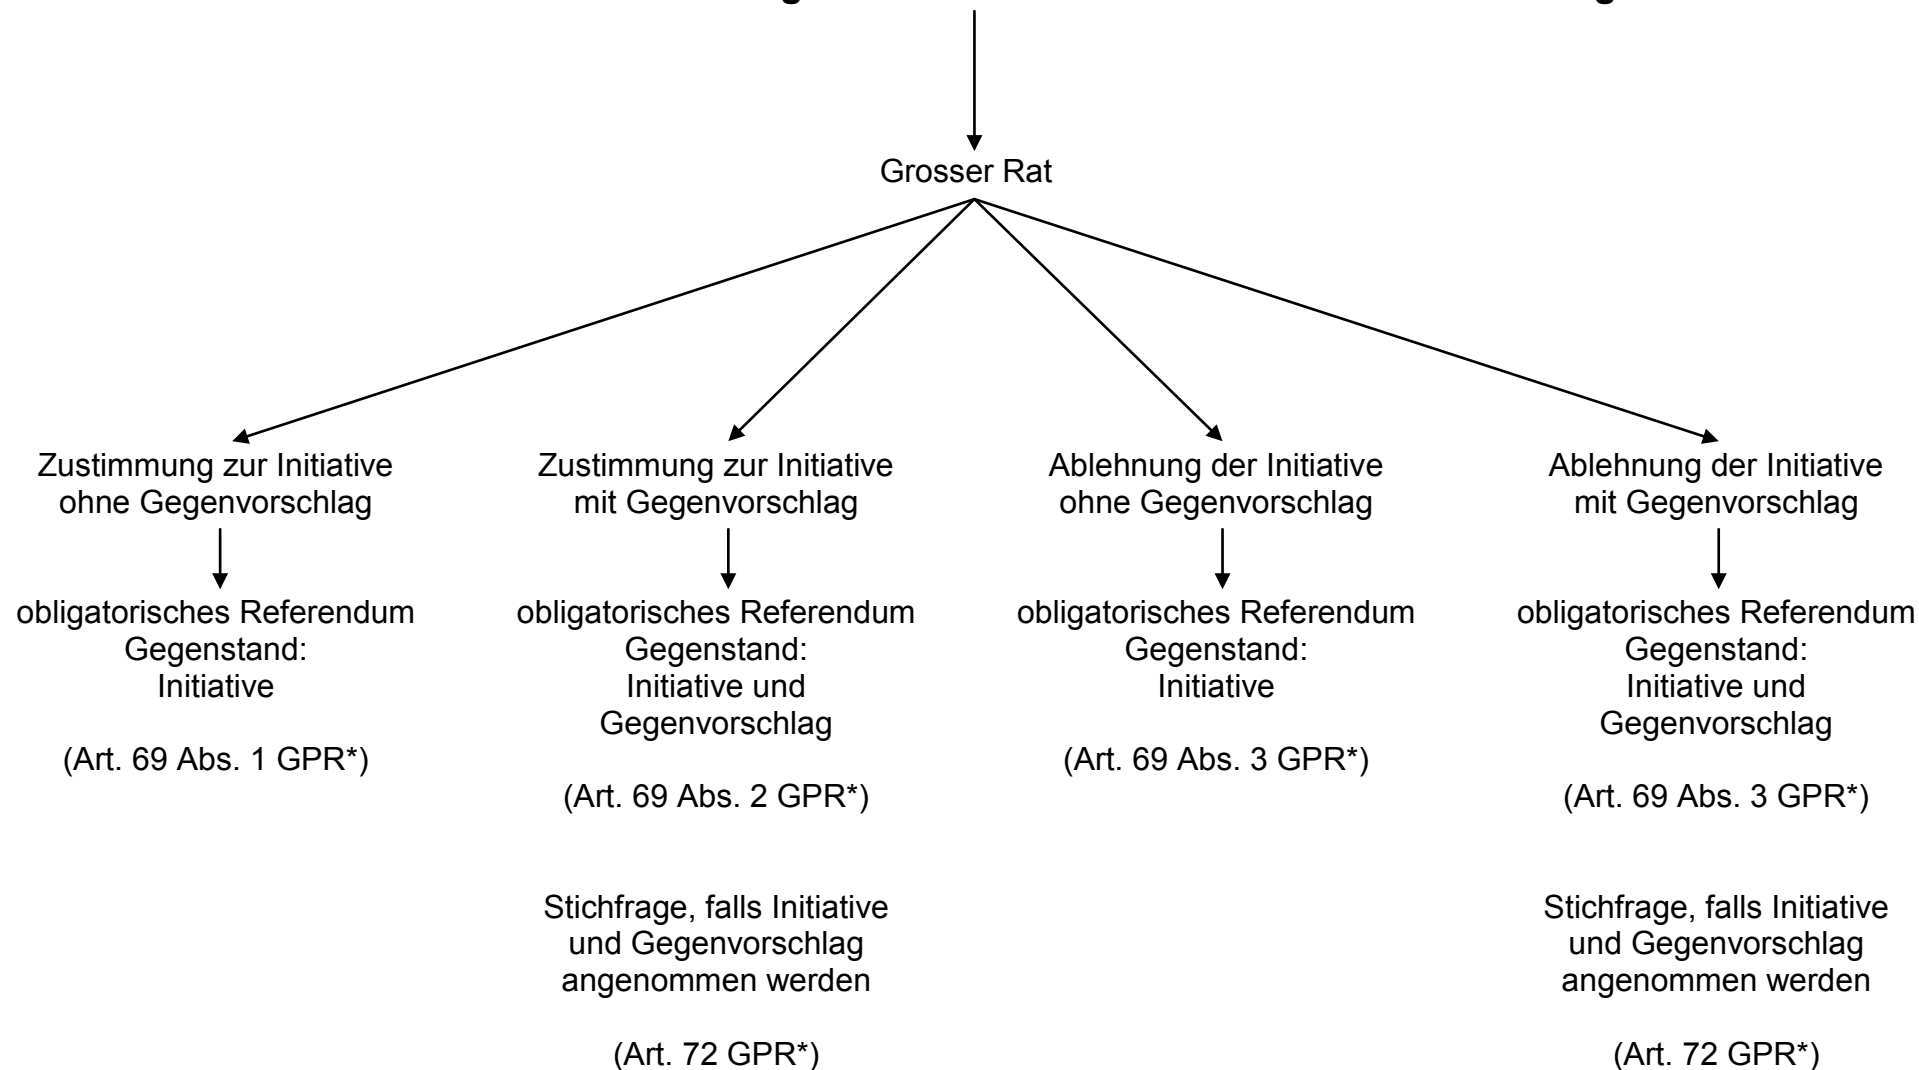 Grosser Rat
Zustimmung zur Initiative
ohne Gegenvorschlag
obligatorisches Referendum
Gegenstand:
Initiative
(Art. 69 Abs. 1 GPR*)
Zustimmung zur Initiative
mit Gegenvorschlag
obligatorisches Referendum
Gegenstand:
Initiative und
Gegenvorschlag
(Art. 69 Abs. 2 GPR*)
Stichfrage, falls Initiative
und Gegenvorschlag
angenommen werden
(Art. 72 GPR*)
Ablehnung der Initiative
ohne Gegenvorschlag
obligatorisches Referendum
Gegenstand:
Initiative
(Art. 69 Abs. 3 GPR*)
Ablehnung der Initiative
mit Gegenvorschlag
obligatorisches Referendum
Gegenstand:
Initiative und
Gegenvorschlag
(Art. 69 Abs. 3 GPR*)
Stichfrage, falls Initiative
und Gegenvorschlag
angenommen werden
(Art. 72 GPR*)